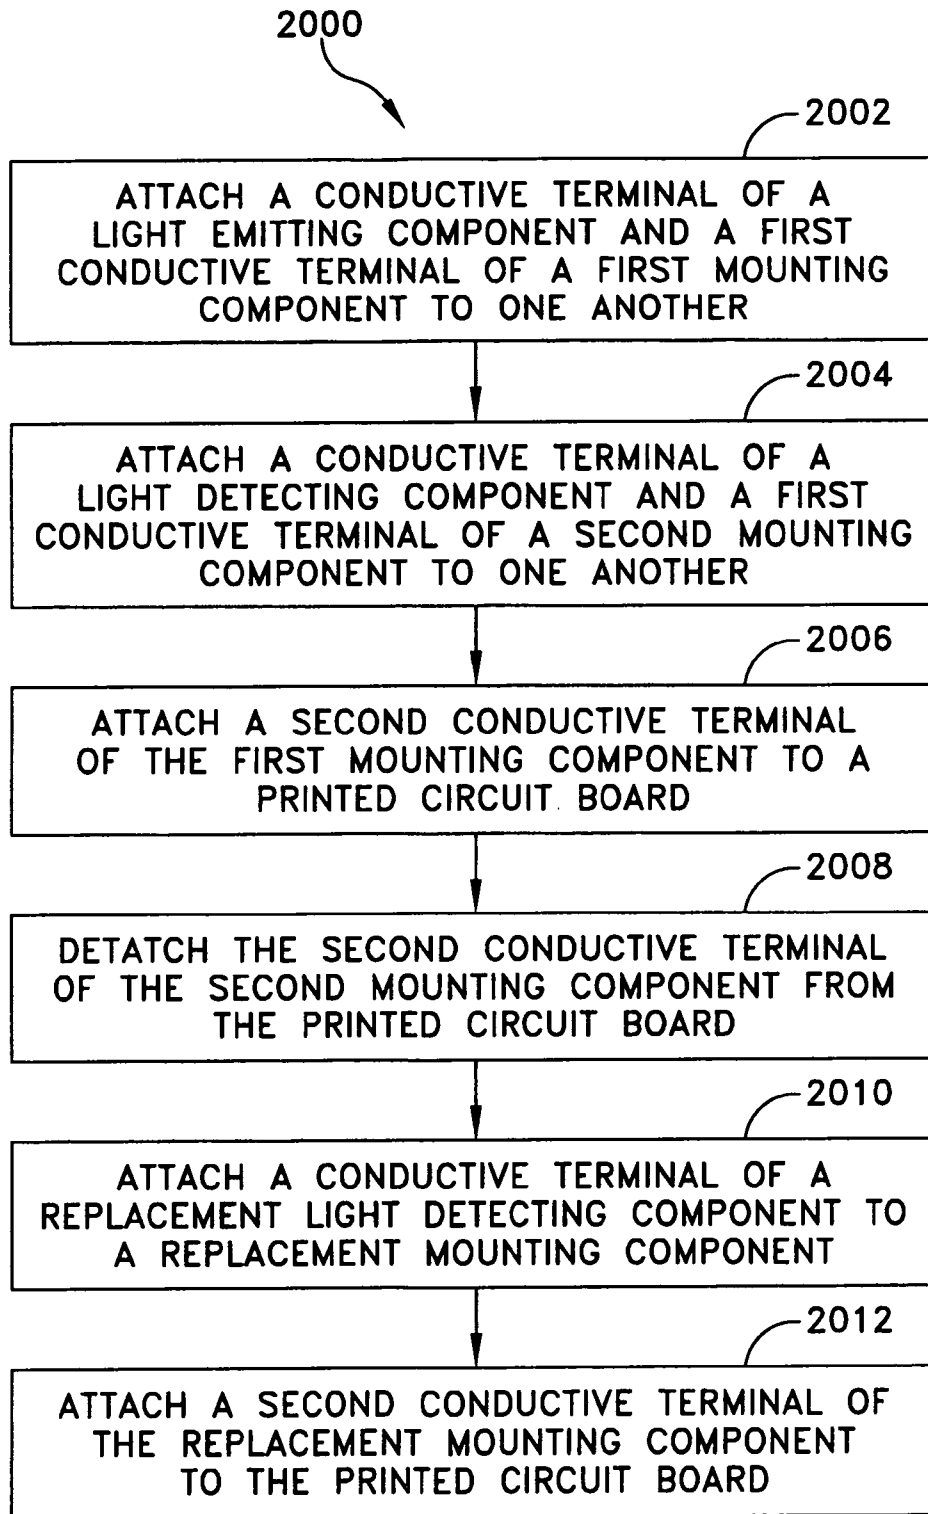 2000
2002
ATTACH A CONDUCTIVE TERMINAL OF A
LIGHT EMITTING COMPONENT AND A FIRST
CONDUCTIVE TERMINAL OF A FIRST MOUNTING
COMPONENT TO ONE ANOTHER
2004
ATTACH A CONDUCTIVE TERMINAL OF A
LIGHT DETECTING COMPONENT AND A FIRST
CONDUCTIVE TERMINAL OF A SECOND MOUNTING
COMPONENT TO ONE ANOTHER
2006
ATTACH A SECOND CONDUCTIVE TERMINAL
OF THE FIRST MOUNTING COMPONENT TO A
PRINTED CIRCUIT BOARD
2008
DETATCH THE SECOND CONDUCTIVE TERMINAL
OF THE SECOND MOUNTING COMPONENT FROM
THE PRINTED CIRCUIT BOARD
2010
ATTACH A CONDUCTIVE TERMINAL OF A
REPLACEMENT LIGHT DETECTING COMPONENT TO
A REPLACEMENT MOUNTING COMPONENT
2012
ATTACH A SECOND CONDUCTIVE TERMINAL OF
THE REPLACEMENT MOUNTING COMPONENT
TO THE PRINTED CIRCUIT BOARD